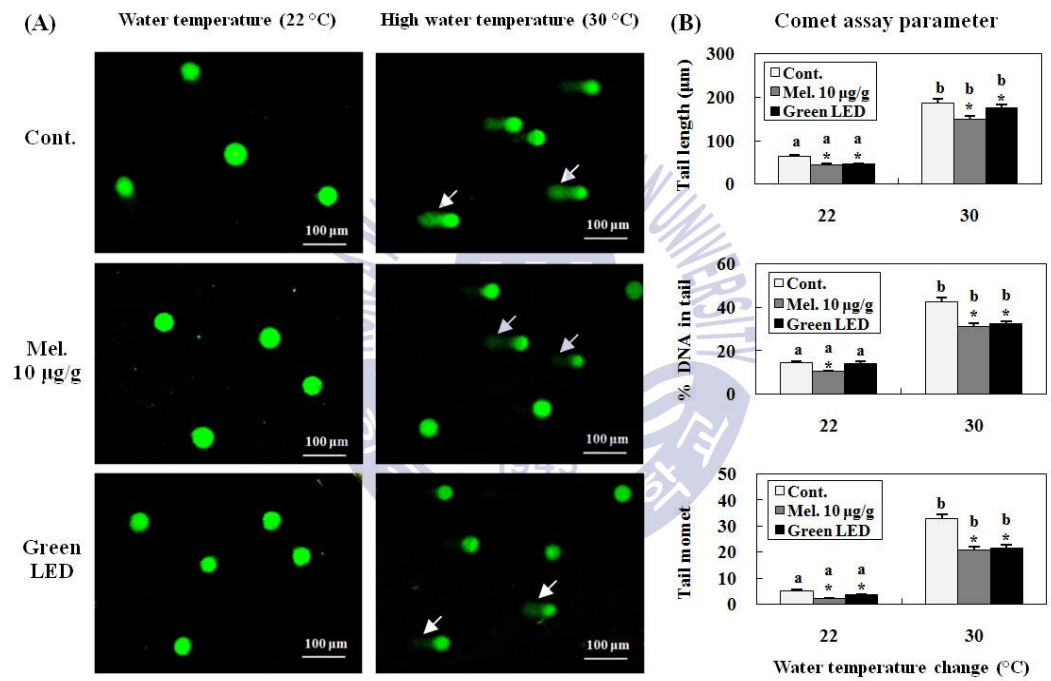 (A)
Water temperature (22 °C)
High water temperature (30 °C)
Cont.
100 μm
100 μm
Mel.
10 μg/g
100 μm
100 μm
Green
LED
100 μm
100 μm
(B)
Comet assay parameter
Tail length (μm)
300
200
100
0
Cont.
Mel. 10 μg/g
Green LED
a
a
*
a
*
b
b
*
b
*
22
30
% DNA in tail
60
40
20
0
Cont.
Mel. 10 μg/g
Green LED
a
a
*
a
b
b
*
b
*
22
30
Tail momet
50
40
30
20
10
0
Cont.
Mel. 10 μg/g
Green LED
a
a
*
a
*
b
b
*
b
*
22
30
Water temperature change (°C)
UNIVERSITY
1945